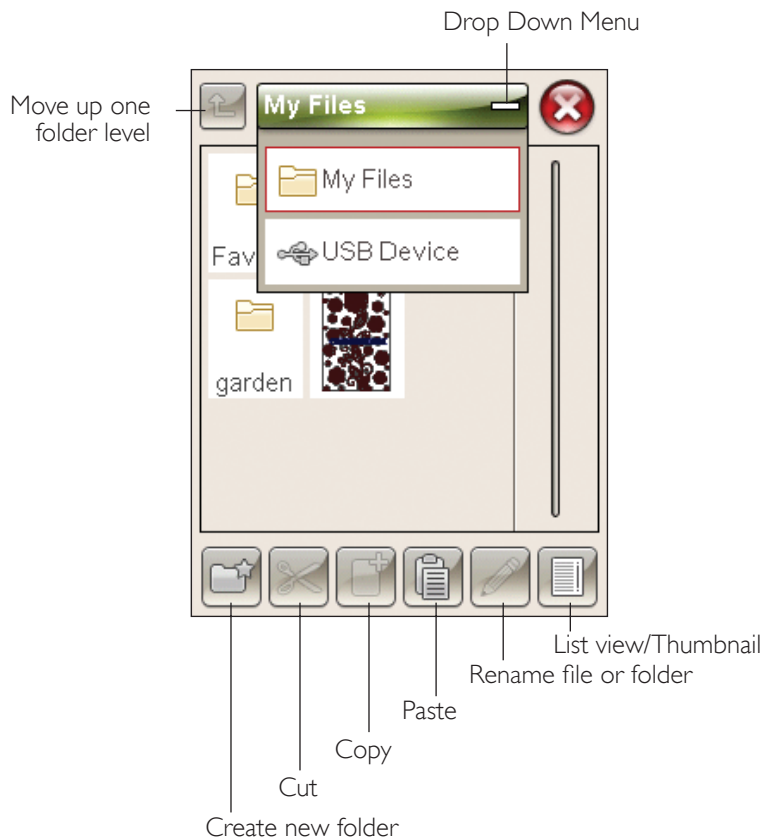 Drop Down Menu
Move up one
folder level
My Files
My Files
USB Device
Fav
garden
List view/Thumbnail
Rename file or folder
Paste
Copy
Cut
Create new folder